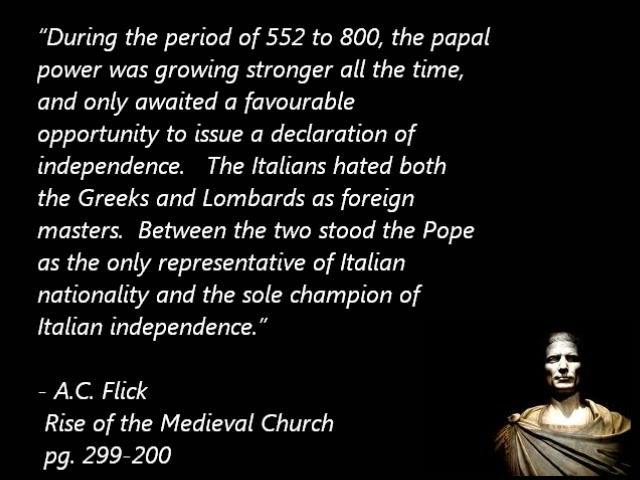 “During the period of 552 to 800, the papal
power was growing stronger all the time,
and only awaited a favourable
opportunity to issue a declaration of
independence.   The Italians hated both
the Greeks and Lombards as foreign
masters.  Between the two stood the Pope
as the only representative of Italian
nationality and the sole champion of
Italian independence.”
- A.C. Flick
Rise of the Medieval Church
pg. 299-200